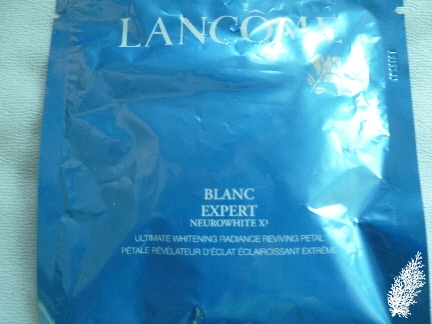 LANCÔME
BLANC
EXPERT
NEUROWHITE X³
ULTIMATE WHITENING RADIANCE REVIVING PETAL
PÉTALE RÉVÉLATEUR D'ÉCLAT ÉCLAIRCISSANT EXTRÊME